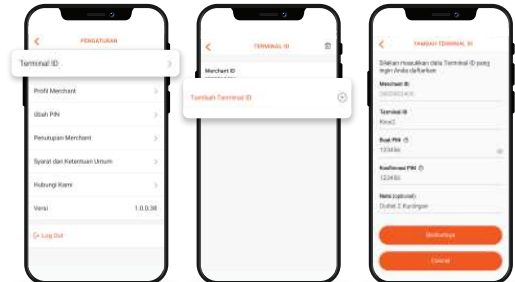 PENGATURAN
Terminal ID
Profil Merchant
Ubah PIN
Penutupan Merchant
Syarat dan Ketentuan Umum
Hubungi Kami
Versi 1.0.0.38
Log Out
TERMINAL ID
Merchant ID
Tambah Terminal ID
TAMBAH TERMINAL ID
Silakan masukkan data Terminal ID yang
ingin Anda daftarkan
Merchant ID
Terminal ID
Kasir2
Buat PIN
123456
Konfirmasi PIN
123456
Note (optional)
Outlet 2 Kuningan
Berikutnya
Cancel